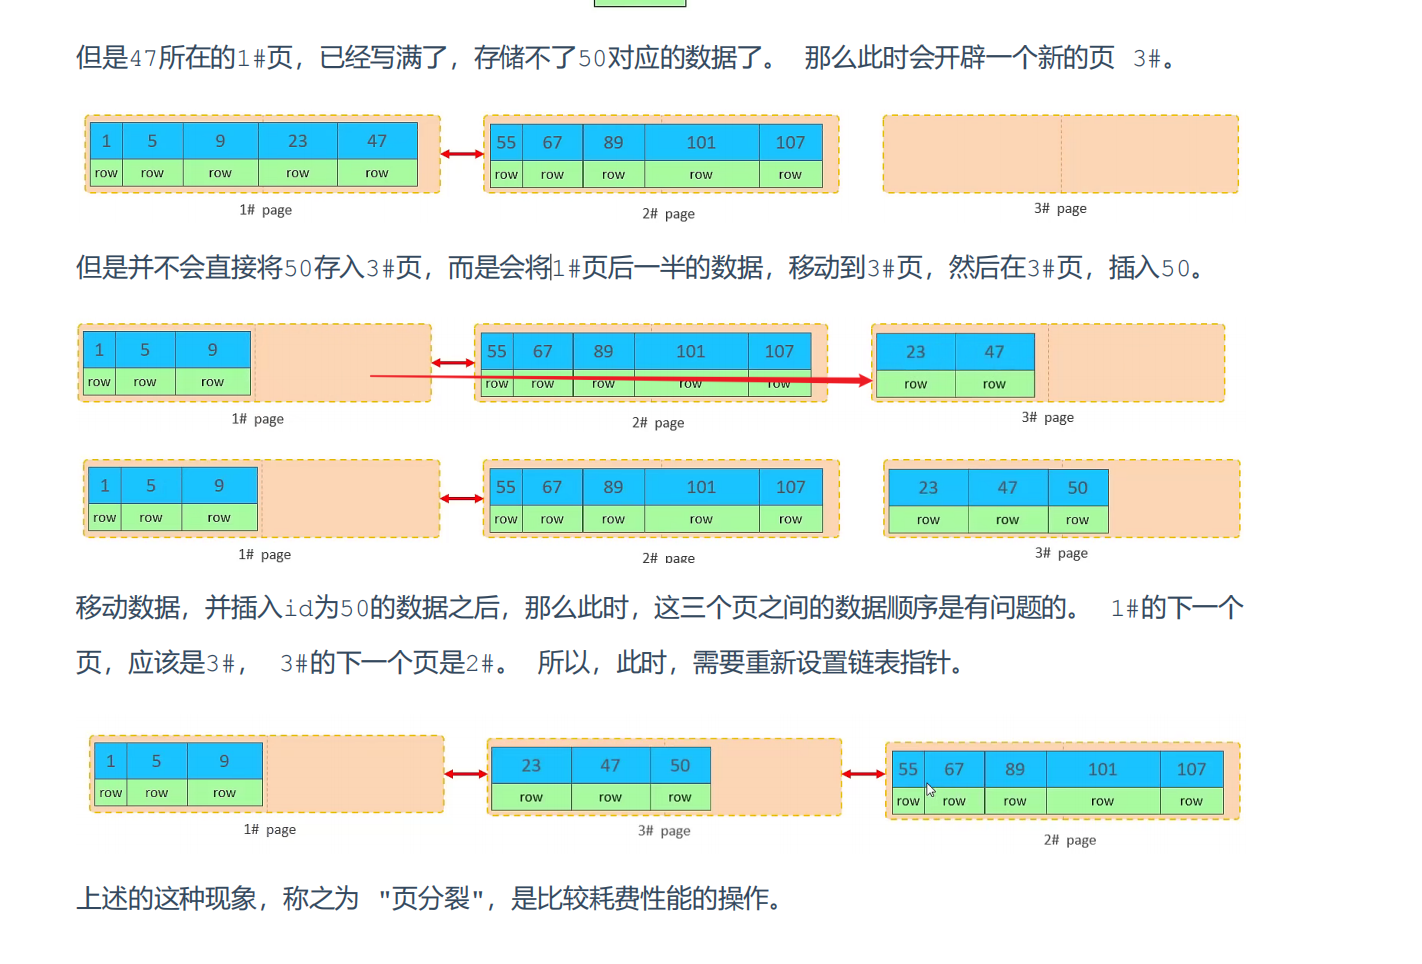 但是47所在的1#页，已经写满了，存储不了50对应的数据了。 那么此时会开辟一个新的页 3#。
1 5 9 23 47 55 67 89 101 107
row row row row row row row row row row
1# page 2# page 3# page
但是并不会直接将50存入3#页，而是会将1#页后一半的数据，移动到3#页，然后在3#页，插入50。
1 5 9 55 67 89 101 107 23 47
row row row row row row row row row row
1# page 2# page 3# page
1 5 9 55 67 89 101 107 23 47 50
row row row row row row row row row row row
1# page 2# page 3# page
移动数据，并插入id为50的数据之后，那么此时，这三个页之间的数据顺序是有问题的。 1#的下一个
页，应该是3#， 3#的下一个页是2#。 所以，此时，需要重新设置链表指针。
1 5 9 23 47 50 55 67 89 101 107
row row row row row row row row row row row
1# page 3# page 2# page
上述的这种现象，称之为 "页分裂"，是比较耗费性能的操作。